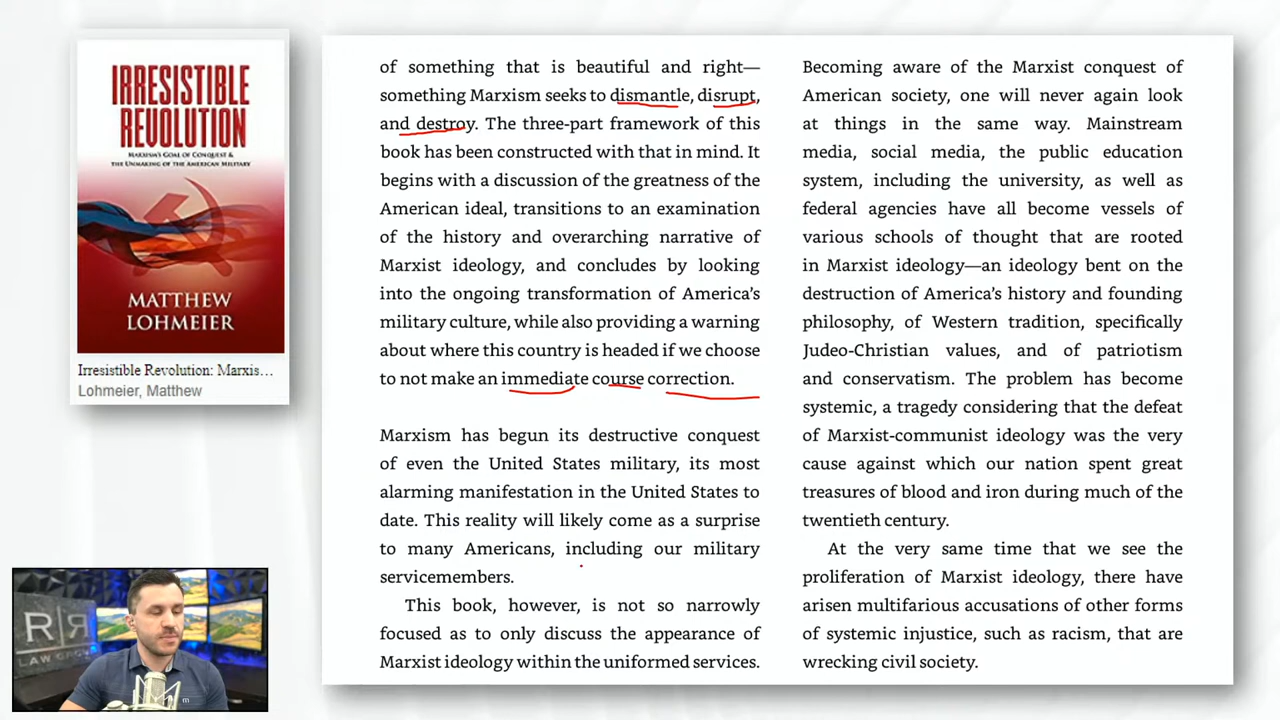 IRRESISTIBLE
REVOLUTION
MARXISM'S GOAL OF CONQUEST &
THE UNMAKING OF THE AMERICAN MILITARY
MATTHEW
LOHMEIER
Irresistible Revolution: Marxis...
Lohmeier, Matthew
R|R
LAW GROUP
of something that is beautiful and right—
something Marxism seeks to dismantle, disrupt,
and destroy. The three-part framework of this
book has been constructed with that in mind. It
begins with a discussion of the greatness of the
American ideal, transitions to an examination
of the history and overarching narrative of
Marxist ideology, and concludes by looking
into the ongoing transformation of America's
military culture, while also providing a warning
about where this country is headed if we choose
to not make an immediate course correction.
Marxism has begun its destructive conquest
of even the United States military, its most
alarming manifestation in the United States to
date. This reality will likely come as a surprise
to many Americans, including our military
servicemembers.
This book, however, is not so narrowly
focused as to only discuss the appearance of
Marxist ideology within the uniformed services.
Becoming aware of the Marxist conquest of
American society, one will never again look
at things in the same way. Mainstream
media, social media, the public education
system, including the university, as well as
federal agencies have all become vessels of
various schools of thought that are rooted
in Marxist ideology—an ideology bent on the
destruction of America's history and founding
philosophy, of Western tradition, specifically
Judeo-Christian values, and of patriotism
and conservatism. The problem has become
systemic, a tragedy considering that the defeat
of Marxist-communist ideology was the very
cause against which our nation spent great
treasures of blood and iron during much of the
twentieth century.
At the very same time that we see the
proliferation of Marxist ideology, there have
arisen multifarious accusations of other forms
of systemic injustice, such as racism, that are
wrecking civil society.